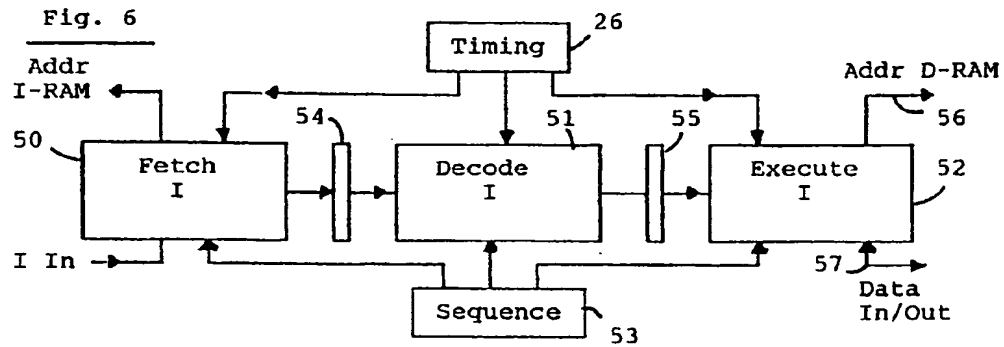 Fig. 6
Timing
26
Addr
I-RAM
Addr D-RAM
56
50
54
51
55
52
Fetch
I
Decode
I
Execute
I
I In
57
Data
In/Out
Sequence
53